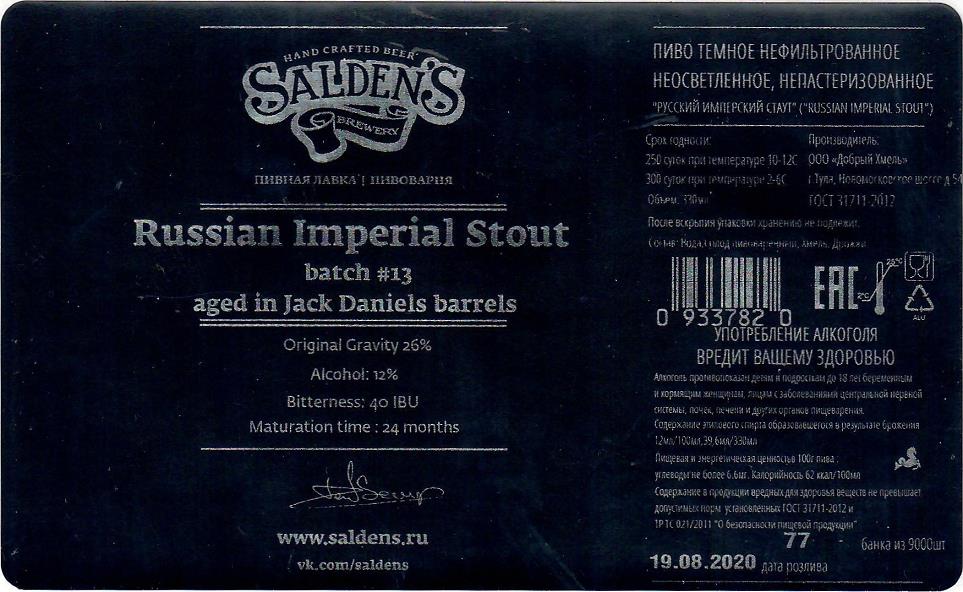 HAND CRAFTED BEER
SALDEN'S
BREWERY
ПИВНАЯ ЛАВКА | ПИВОВАРНЯ
Russian Imperial Stout
batch #13
aged in Jack Daniels barrels
Original Gravity 26%
Alcohol: 12%
Bitterness: 40 IBU
Maturation time : 24 months
www.saldens.ru
vk.com/saldens
ПИВО ТЕМНОЕ НЕФИЛЬТРОВАННОЕ
НЕОСВЕТЛЕННОЕ, НЕПАСТЕРИЗОВАННОЕ
"РУССКИЙ ИМПЕРСКИЙ СТАУТ" ("RUSSIAN IMPERIAL STOUT")
Срок годности:
250 суток при температуре 10-12С
300 суток при температуре 2-6С
Объем: 330мл
Производитель:
ООО «Добрый Хмель»
г.Тула, Новомосковское шоссе д 54
ГОСТ 31711-2012
После вскрытия упаковки хранению не подлежит.
Состав: Вода, Солод пивоваренный, Хмель, Дрожжи
0 933782 0
EAC
2°C
ALU
УПОТРЕБЛЕНИЕ АЛКОГОЛЯ
ВРЕДИТ ВАШЕМУ ЗДОРОВЬЮ
Алкоголь противопоказан детям и подросткам до 18 лет беременным
и кормящим женщинам, лицам с заболеваниями центральной нервной
системы, почек, печени и других органов пищеварения.
Содержание этилового спирта образовавшегося в результате брожения
12мл/100мл,39,6мл/330мл
Пищевая и энергетическая ценностьв 100г пива :
углеводы не более 6.6мг. Калорийность 62 ккал/100мл
Содержание в продукции вредных для здоровья веществ не превышает
допустимых норм установленных ГОСТ 31711-2012 и
ТР ТС 021/2011 "О безопасности пищевой продукции"
77 банка из 9000шт
19.08.2020 дата розлива